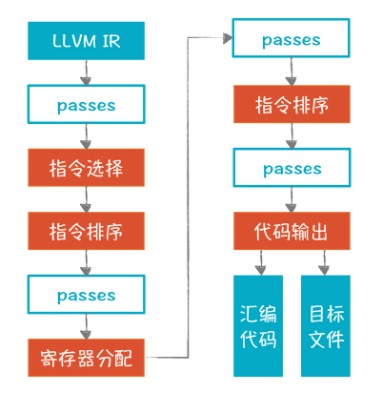 LLVM IR
passes
指令选择
指令排序
passes
寄存器分配
passes
指令排序
passes
代码输出
汇编
代码
目标
文件